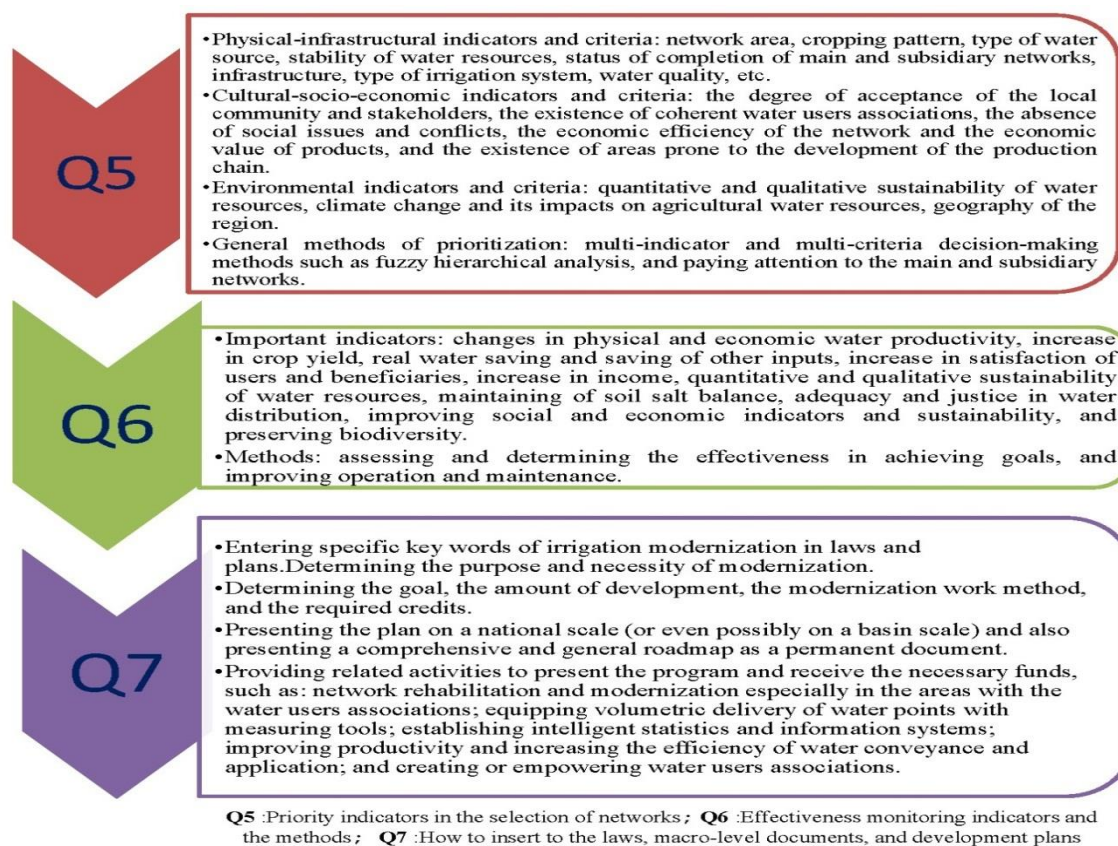 Q5
•Physical-infrastructural indicators and criteria: network area, cropping pattern, type of water
source, stability of water resources, status of completion of main and subsidiary networks,
infrastructure, type of irrigation system, water quality, etc.
•Cultural-socio-economic indicators and criteria: the degree of acceptance of the local
community and stakeholders, the existence of coherent water users associations, the absence
of social issues and conflicts, the economic efficiency of the network and the economic
value of products, and the existence of areas prone to the development of the production
chain.
•Environmental indicators and criteria: quantitative and qualitative sustainability of water
resources, climate change and its impacts on agricultural water resources, geography of the
region.
•General methods of prioritization: multi-indicator and multi-criteria decision-making
methods such as fuzzy hierarchical analysis, and paying attention to the main and subsidiary
networks.
Q6
•Important indicators: changes in physical and economic water productivity, increase
in crop yield, real water saving and saving of other inputs, increase in satisfaction of
users and beneficiaries, increase in income, quantitative and qualitative sustainability
of water resources, maintaining of soil salt balance, adequacy and justice in water
distribution, improving social and economic indicators and sustainability, and
preserving biodiversity.
•Methods: assessing and determining the effectiveness in achieving goals, and
improving operation and maintenance.
Q7
•Entering specific key words of irrigation modernization in laws and
plans.Determining the purpose and necessity of modernization.
•Determining the goal, the amount of development, the modernization work method,
and the required credits.
•Presenting the plan on a national scale (or even possibly on a basin scale) and also
presenting a comprehensive and general roadmap as a permanent document.
•Providing related activities to present the program and receive the necessary funds,
such as: network rehabilitation and modernization especially in the areas with the
water users associations; equipping volumetric delivery of water points with
measuring tools; establishing intelligent statistics and information systems;
improving productivity and increasing the efficiency of water conveyance and
application; and creating or empowering water users associations.
Q5 :Priority indicators in the selection of networks; Q6 :Effectiveness monitoring indicators and
the methods; Q7 :How to insert to the laws, macro-level documents, and development plans